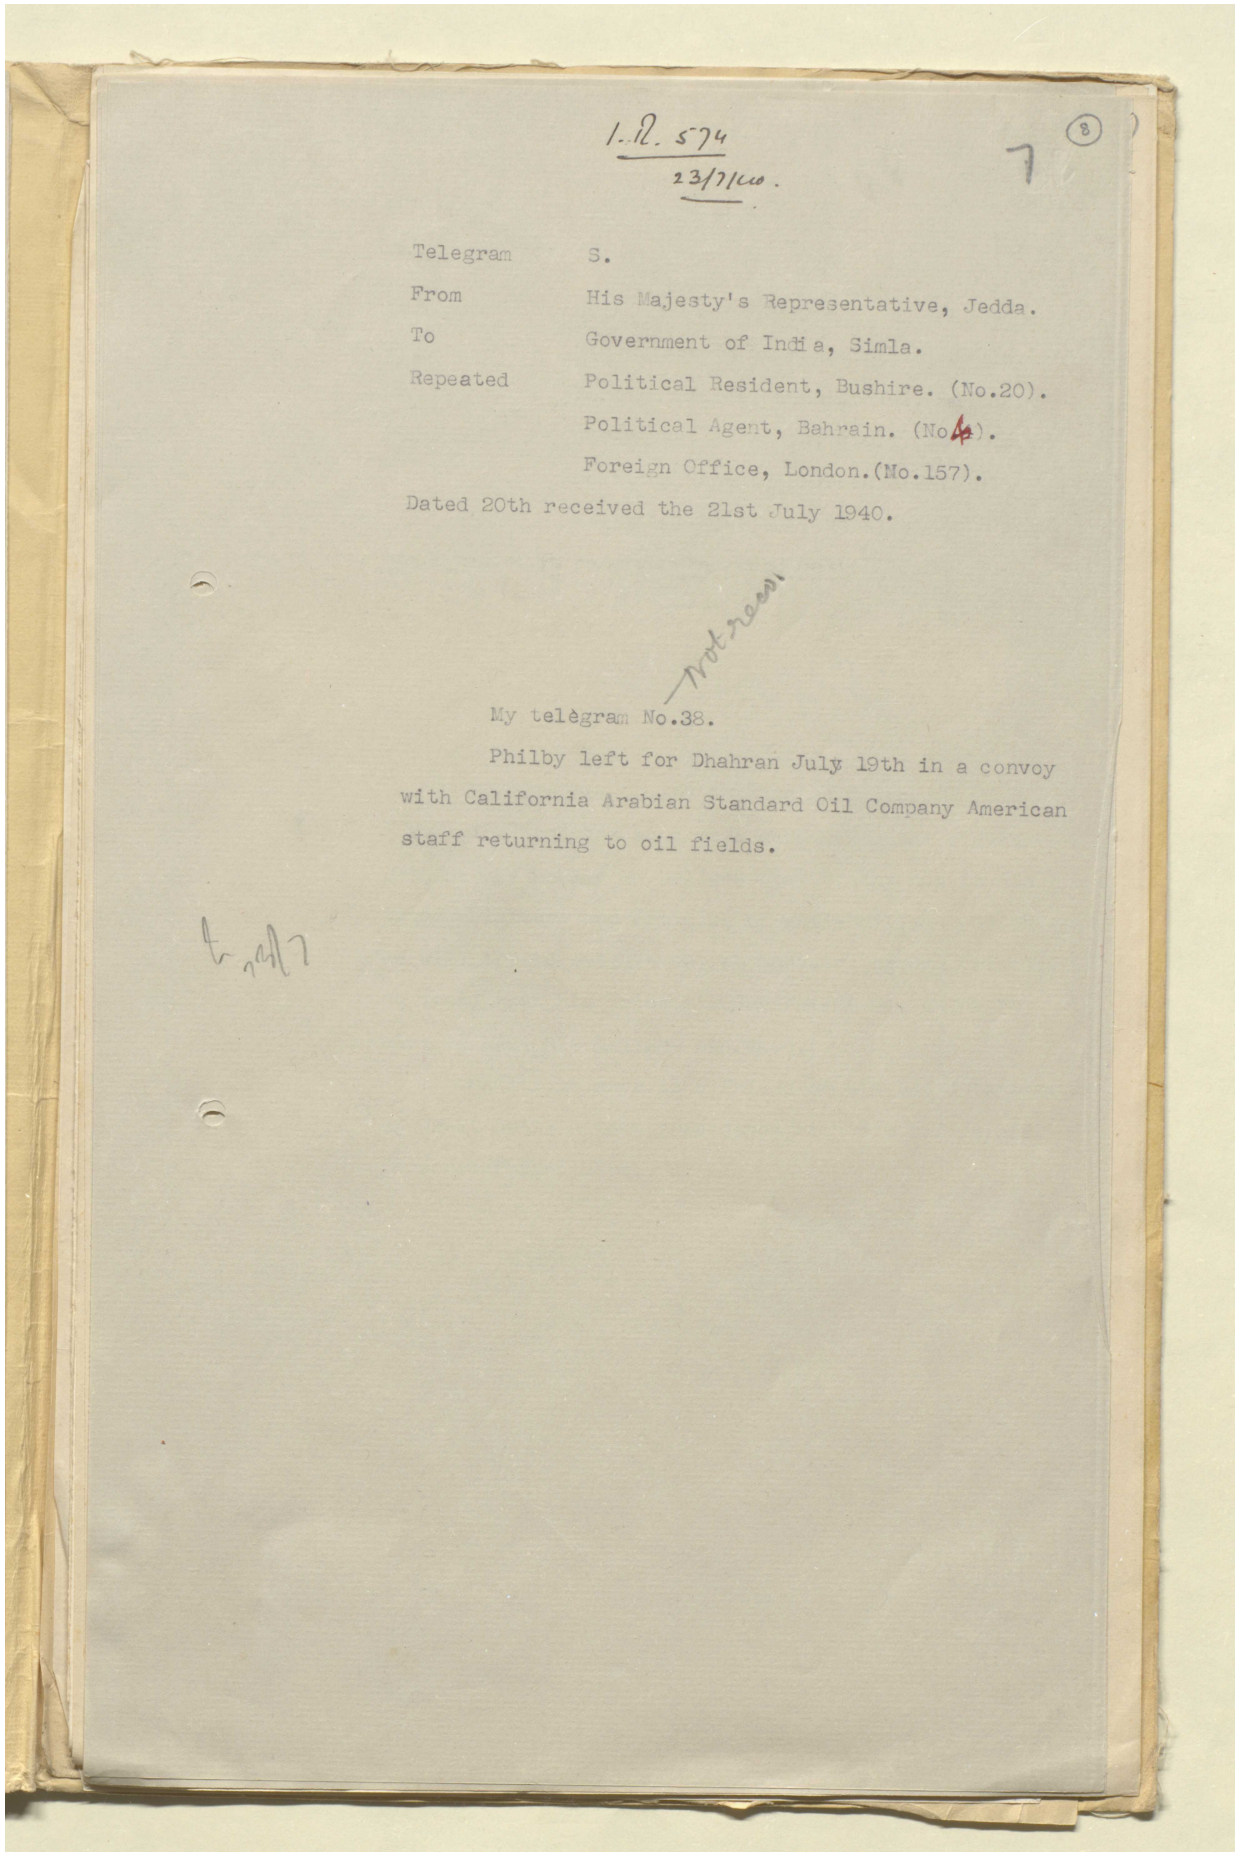 I.R. 574
23/7/40.
8
7
Telegram S.
From His Majesty's Representative, Jedda.
To Government of India, Simla.
Repeated Political Resident, Bushire. (No.20).
Political Agent, Bahrain. (No 4).
Foreign Office, London.(No.157).
Dated 20th received the 21st July 1940.
Not recd.
My telegram No.38.
Philby left for Dhahran July 19th in a convoy
with California Arabian Standard Oil Company American
staff returning to oil fields.